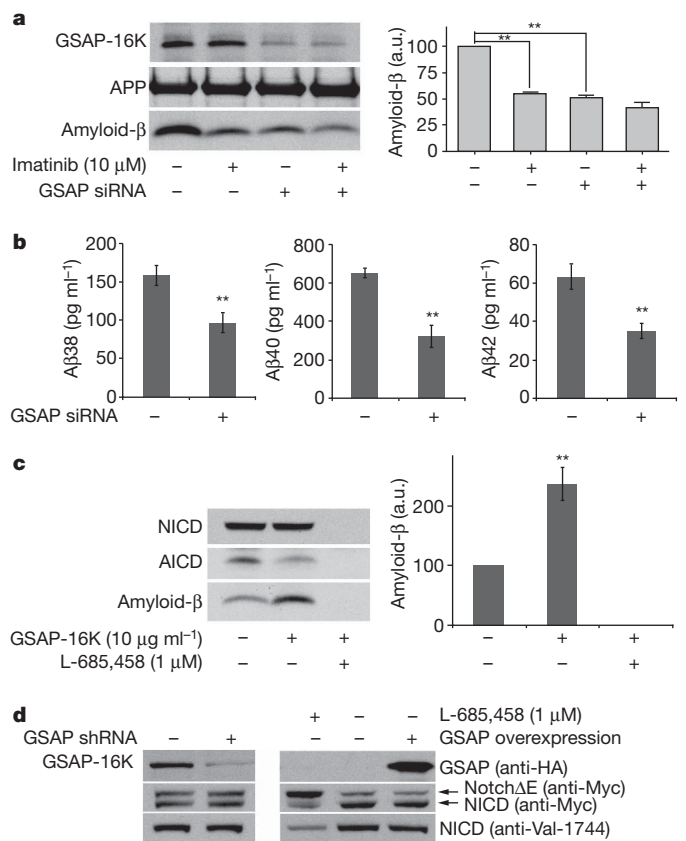 a
GSAP-16K
APP
Amyloid-β
Imatinib (10 μM) − + − +
GSAP siRNA − − + +
Amyloid-β (a.u.)
100
75
50
25
0
**
**
− + − +
− − + +
b
Aβ38 (pg ml⁻¹)
200
150
100
50
0
**
Aβ40 (pg ml⁻¹)
800
600
400
200
0
**
Aβ42 (pg ml⁻¹)
80
60
40
20
0
**
GSAP siRNA − + − + − +
c
NICD
AICD
Amyloid-β
GSAP-16K (10 μg ml⁻¹) − + +
L-685,458 (1 μM) − − +
Amyloid-β (a.u.)
200
100
0
**
− + +
− − +
d
GSAP shRNA − +
GSAP-16K
+ − − L-685,458 (1 μM)
− − + GSAP overexpression
GSAP (anti-HA)
NotchΔE (anti-Myc)
NICD (anti-Myc)
NICD (anti-Val-1744)